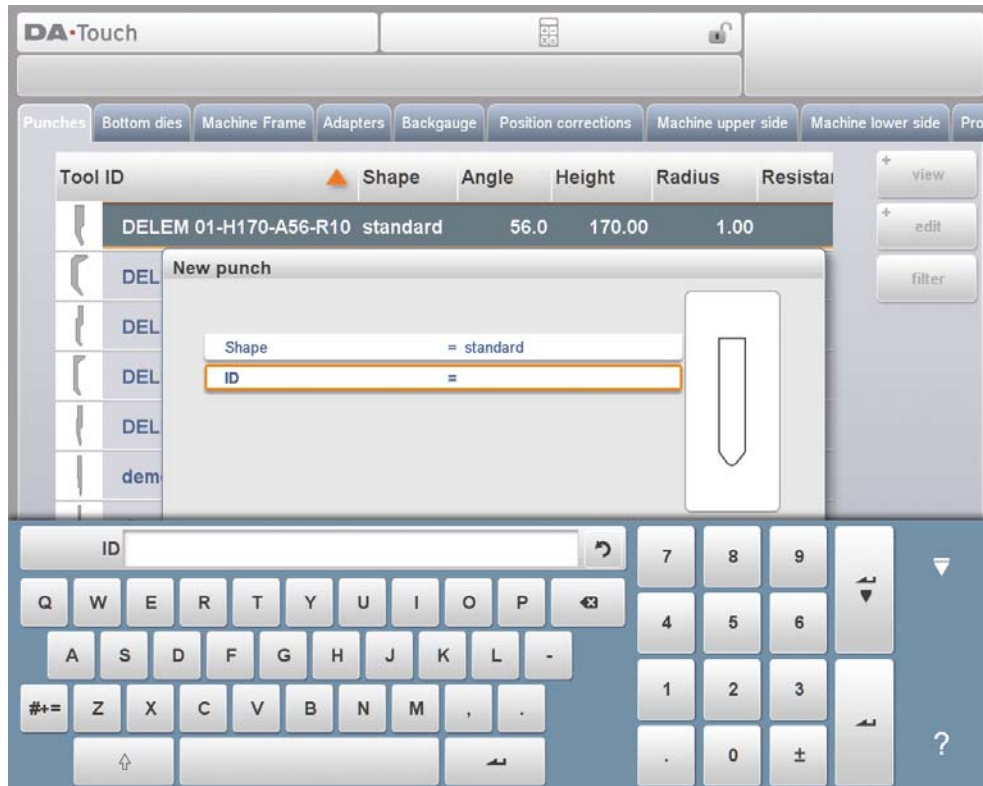 DA·Touch
Punches Bottom dies Machine Frame Adapters Backgauge Position corrections Machine upper side Machine lower side Pro
Tool ID Shape Angle Height Radius Resistar
view
DELEM 01-H170-A56-R10 standard 56.0 170.00 1.00
edit
DEL
New punch
filter
DEL
Shape = standard
DEL
ID =
DEL
dem
ID
7 8 9
Q W E R T Y U I O P
4 5 6
A S D F G H J K L -
1 2 3
#+= Z X C V B N M , .
. 0 ±
?